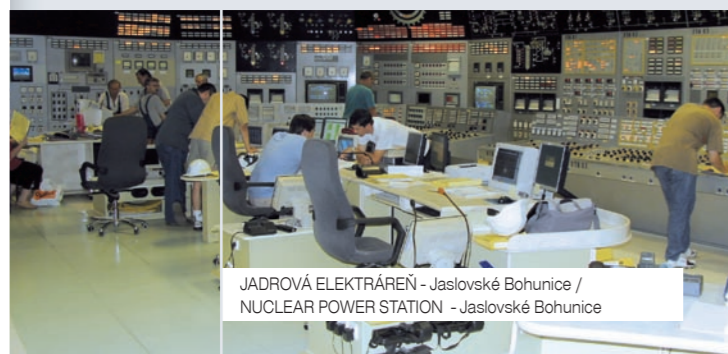 JADROVÁ ELEKTRÁREŇ - Jaslovské Bohunice /
NUCLEAR POWER STATION - Jaslovské Bohunice